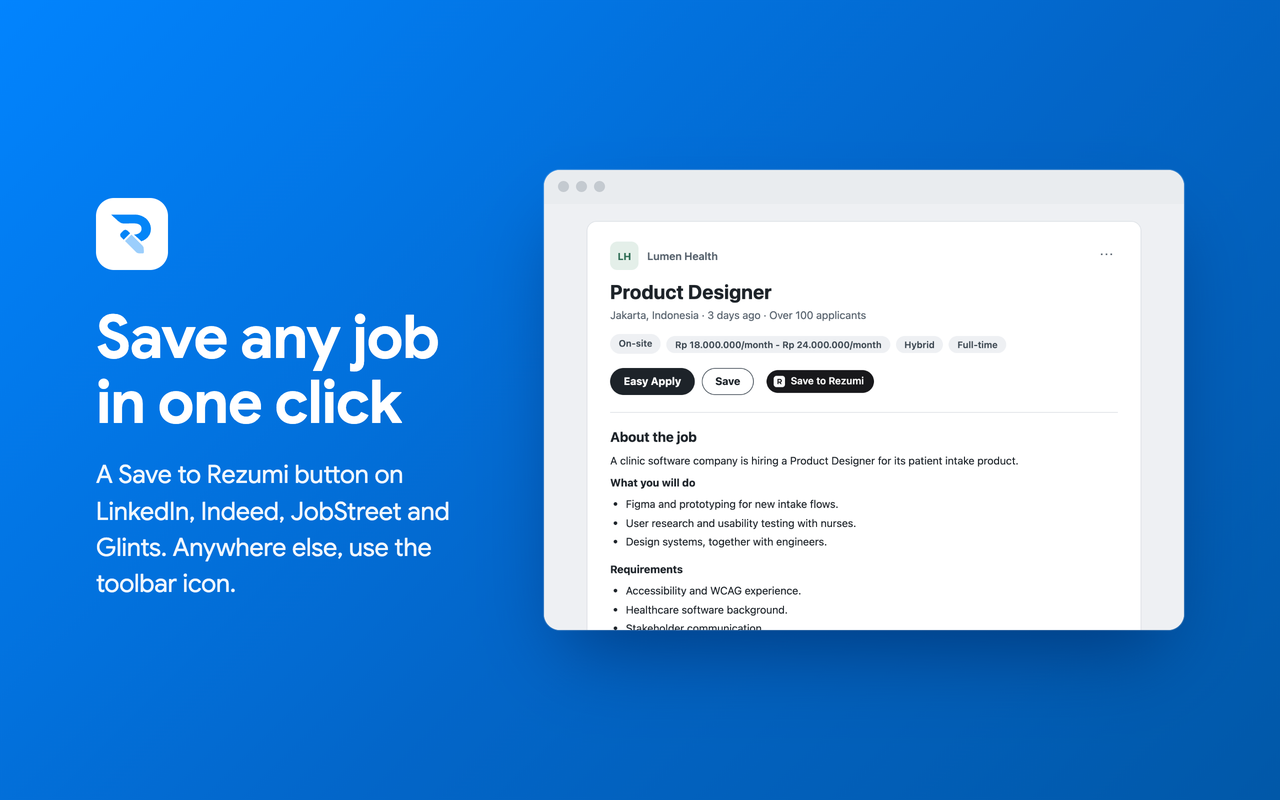 Save any job
in one click
A Save to Rezumi button on
LinkedIn, Indeed, JobStreet and
Glints. Anywhere else, use the
toolbar icon.
LH Lumen Health ...
Product Designer
Jakarta, Indonesia · 3 days ago · Over 100 applicants
On-site Rp 18.000.000/month - Rp 24.000.000/month Hybrid Full-time
Easy Apply Save R Save to Rezumi
About the job
A clinic software company is hiring a Product Designer for its patient intake product.
What you will do
• Figma and prototyping for new intake flows.
• User research and usability testing with nurses.
• Design systems, together with engineers.
Requirements
• Accessibility and WCAG experience.
• Healthcare software background.
• Stakeholder communication